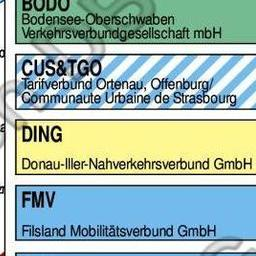 BODO
Bodensee-Oberschwaben
Verkehrsverbundgesellschaft mbH
CUS&TGO
Tarifverbund Ortenau, Offenburg/
Communaute Urbaine de Strasbourg
DING
Donau-Iller-Nahverkehrsverbund GmbH
FMV
Filsland Mobilitätsverbund GmbH